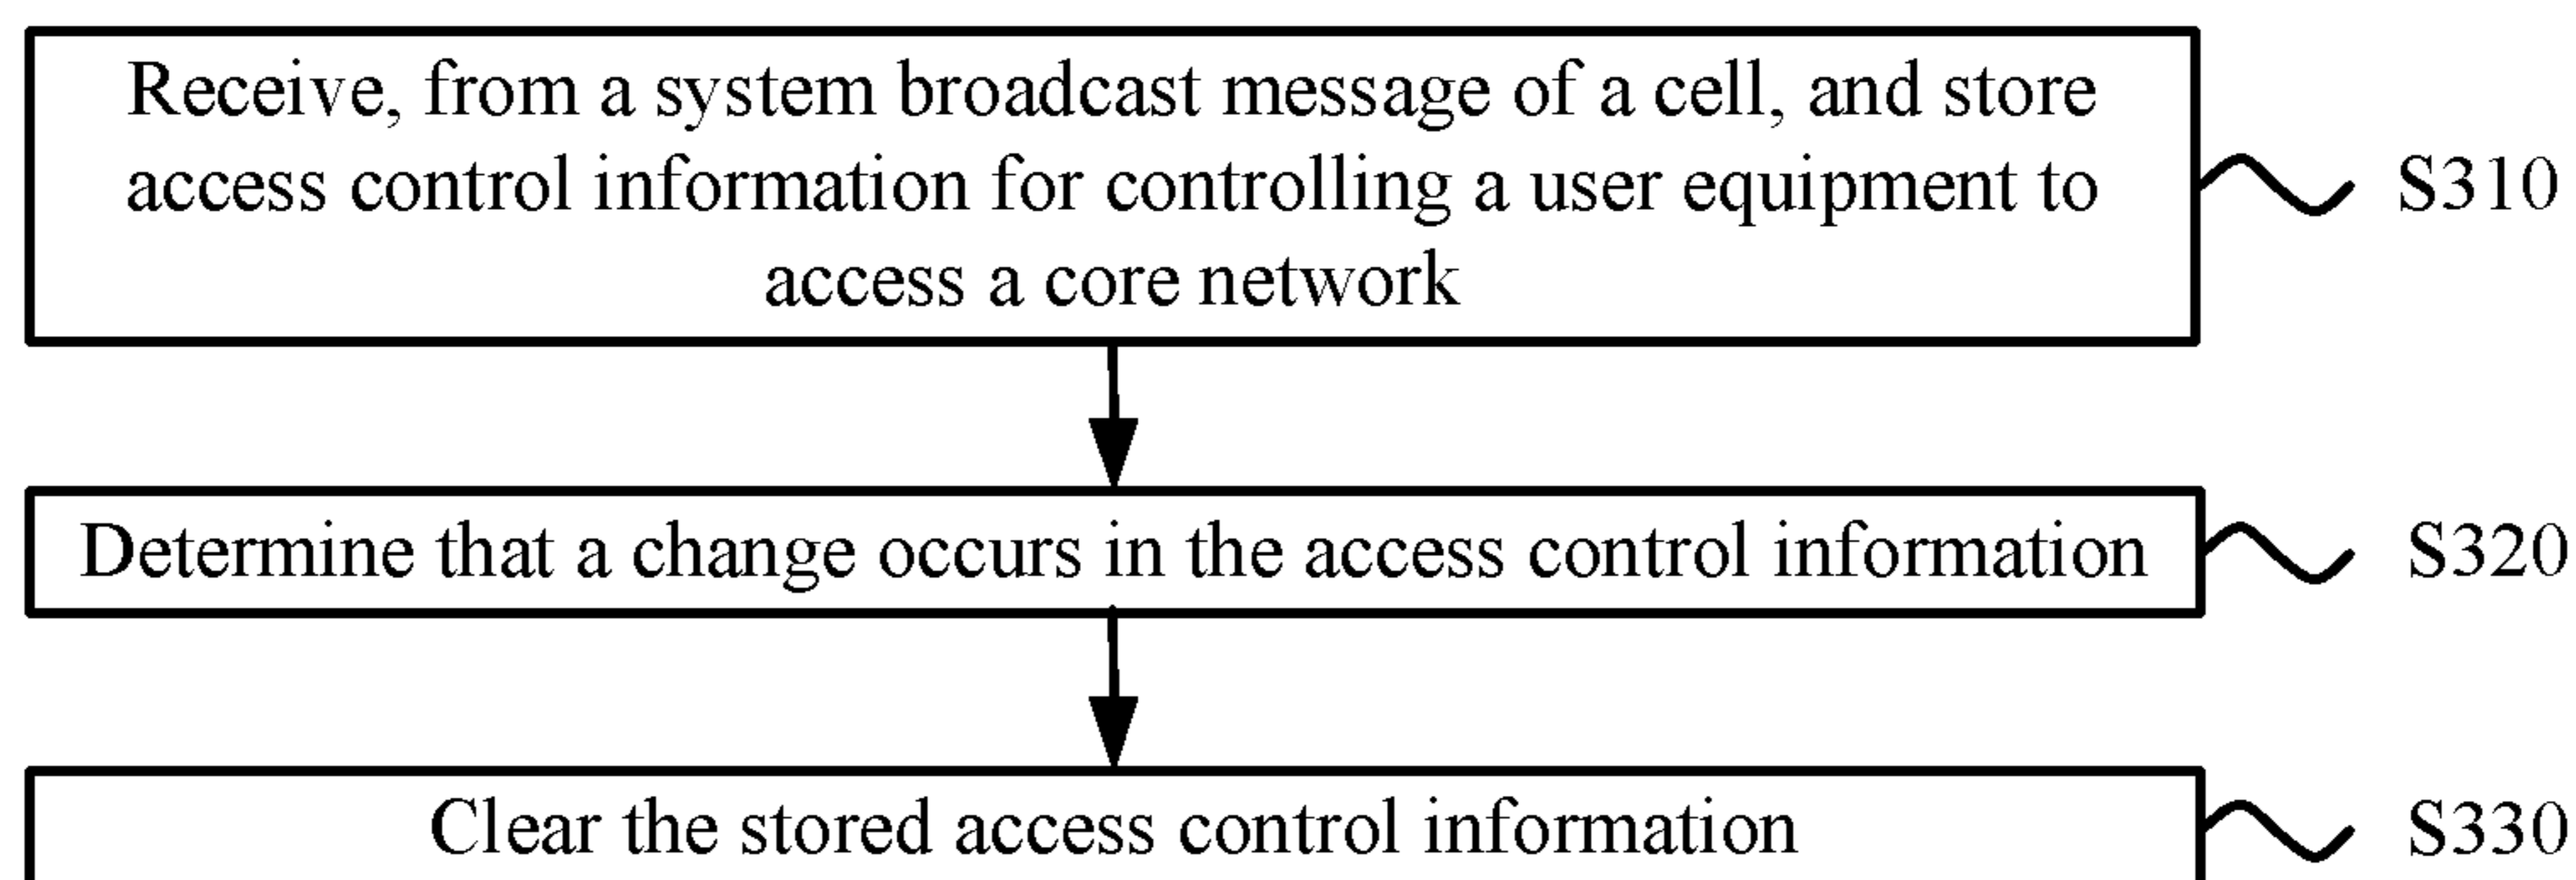 Receive, from a system broadcast message of a cell, and store
access control information for controlling a user equipment to
access a core network
S310
Determine that a change occurs in the access control information
S320
Clear the stored access control information
S330